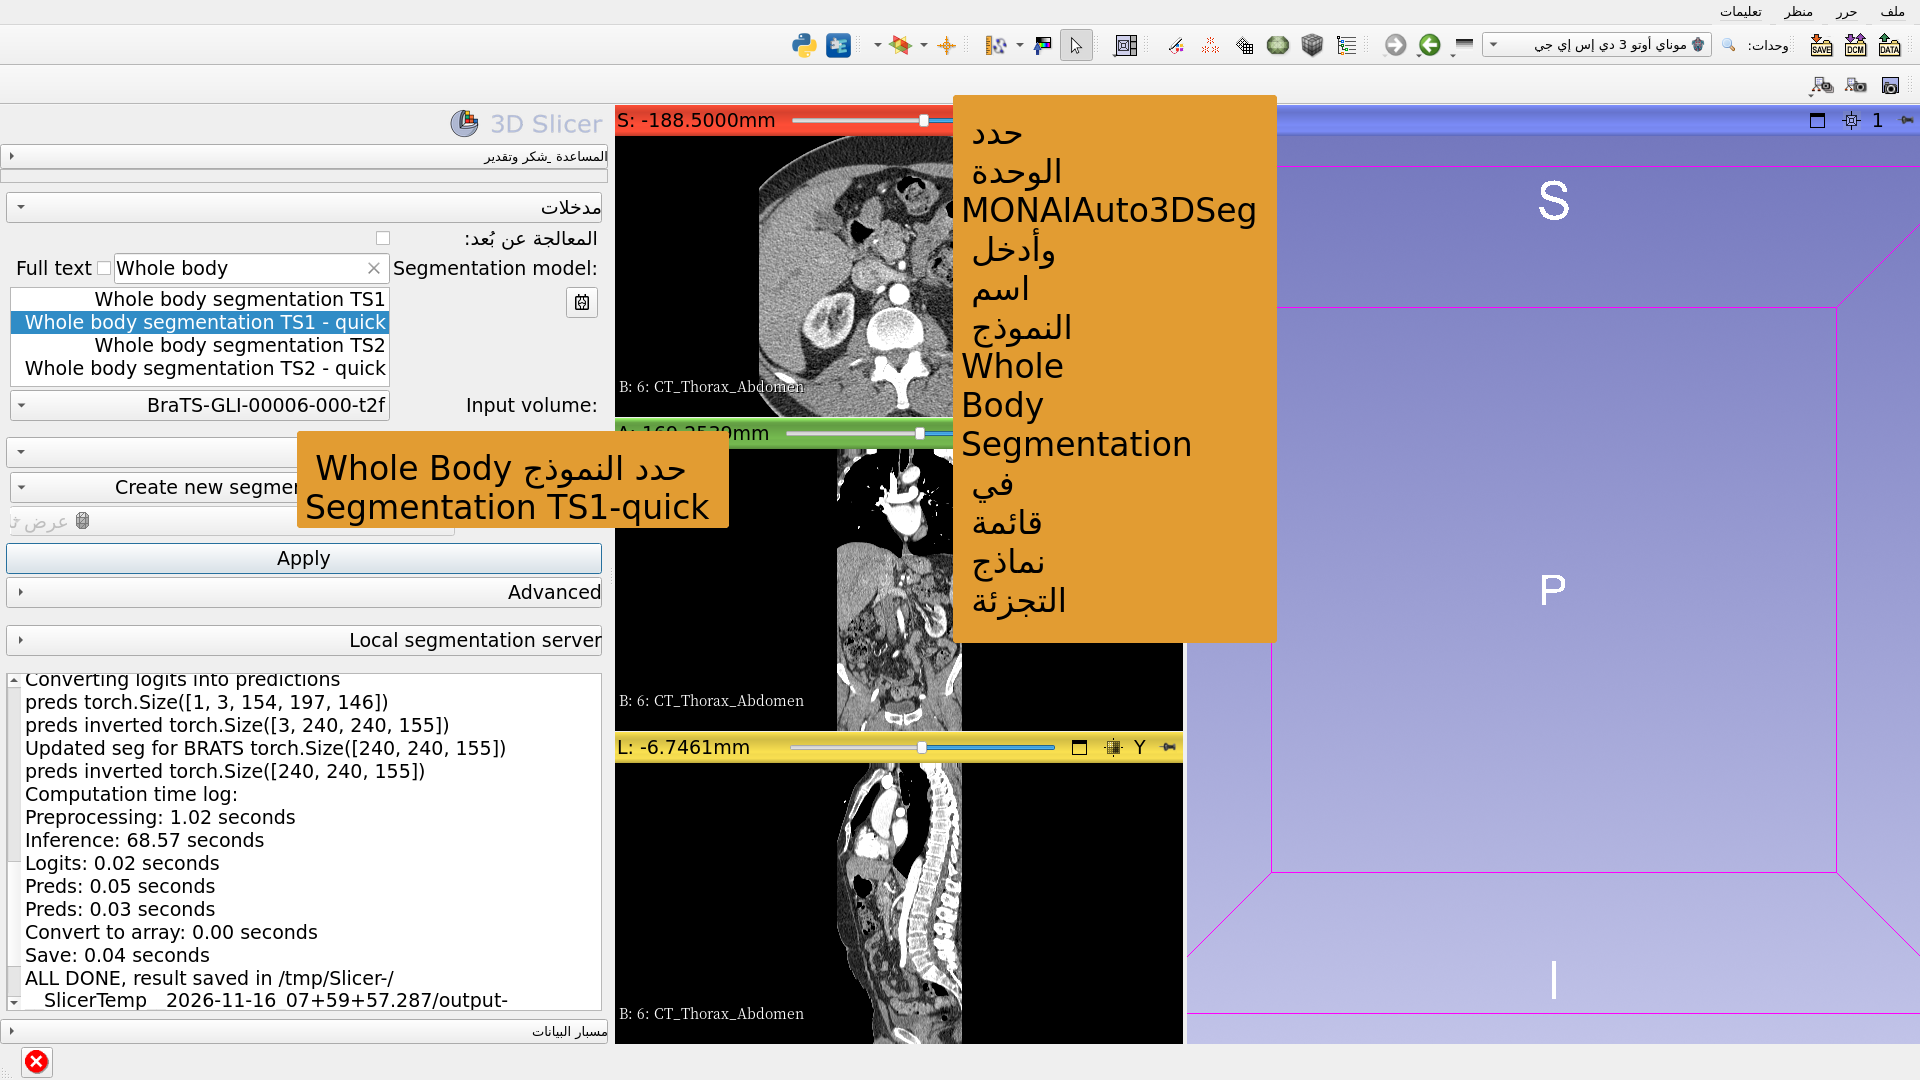 ملف
حرر
منظر
تعليمات
SAVE
DCM
DATA
وحدات:
موناي أوتو 3 دي إس إي جي
3D Slicer
المساعدة_شكر وتقدير
مدخلات
المعالجة عن بُعد:
Full text
Whole body
Segmentation model:
Whole body segmentation TS1
Whole body segmentation TS1 - quick
Whole body segmentation TS2
Whole body segmentation TS2 - quick
BraTS-GLI-00006-000-t2f
Input volume:
Create new segmen
عرض
Apply
Advanced
Local segmentation server
Converting logits into predictions
preds torch.Size([1, 3, 154, 197, 146])
preds inverted torch.Size([3, 240, 240, 155])
Updated seg for BRATS torch.Size([240, 240, 155])
preds inverted torch.Size([240, 240, 155])
Computation time log:
Preprocessing: 1.02 seconds
Inference: 68.57 seconds
Logits: 0.02 seconds
Preds: 0.05 seconds
Preds: 0.03 seconds
Convert to array: 0.00 seconds
Save: 0.04 seconds
ALL DONE, result saved in /tmp/Slicer-/
__SlicerTemp__2026-11-16_07+59+57.287/output-
مسبار البيانات
حدد النموذج Whole Body
Segmentation TS1-quick
S: -188.5000mm
B: 6: CT_Thorax_Abdomen
B: 6: CT_Thorax_Abdomen
L: -6.7461mm
Y
B: 6: CT_Thorax_Abdomen
حدد
الوحدة
MONAIAuto3DSeg
وأدخل
اسم
النموذج
Whole
Body
Segmentation
في
قائمة
نماذج
التجزئة
1
S
P
I